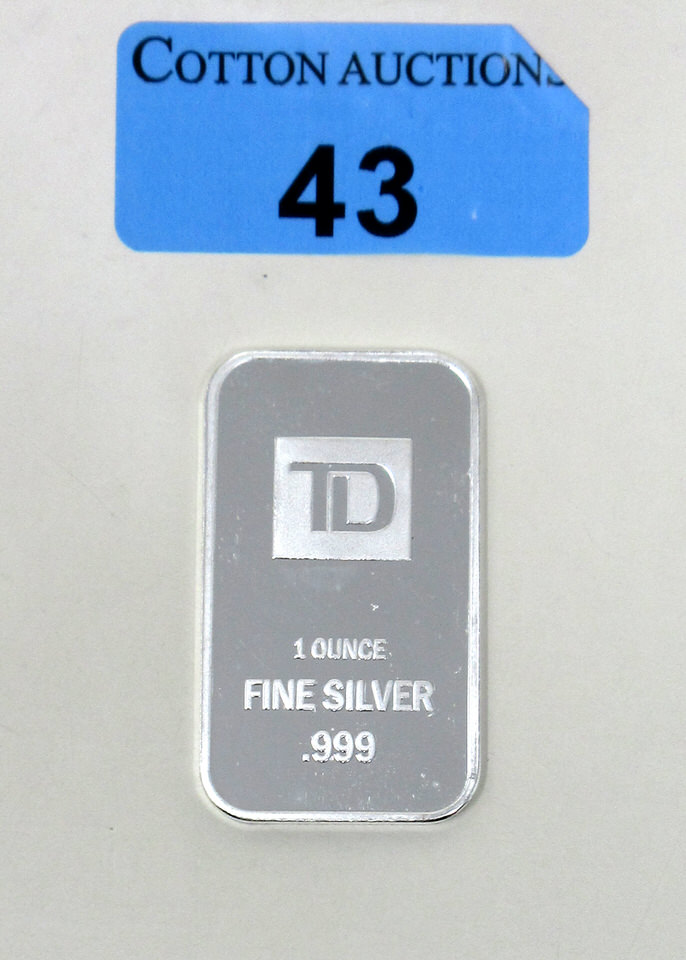 COTTON AUCTIONS
43
TD
1 OUNCE
FINE SILVER
.999